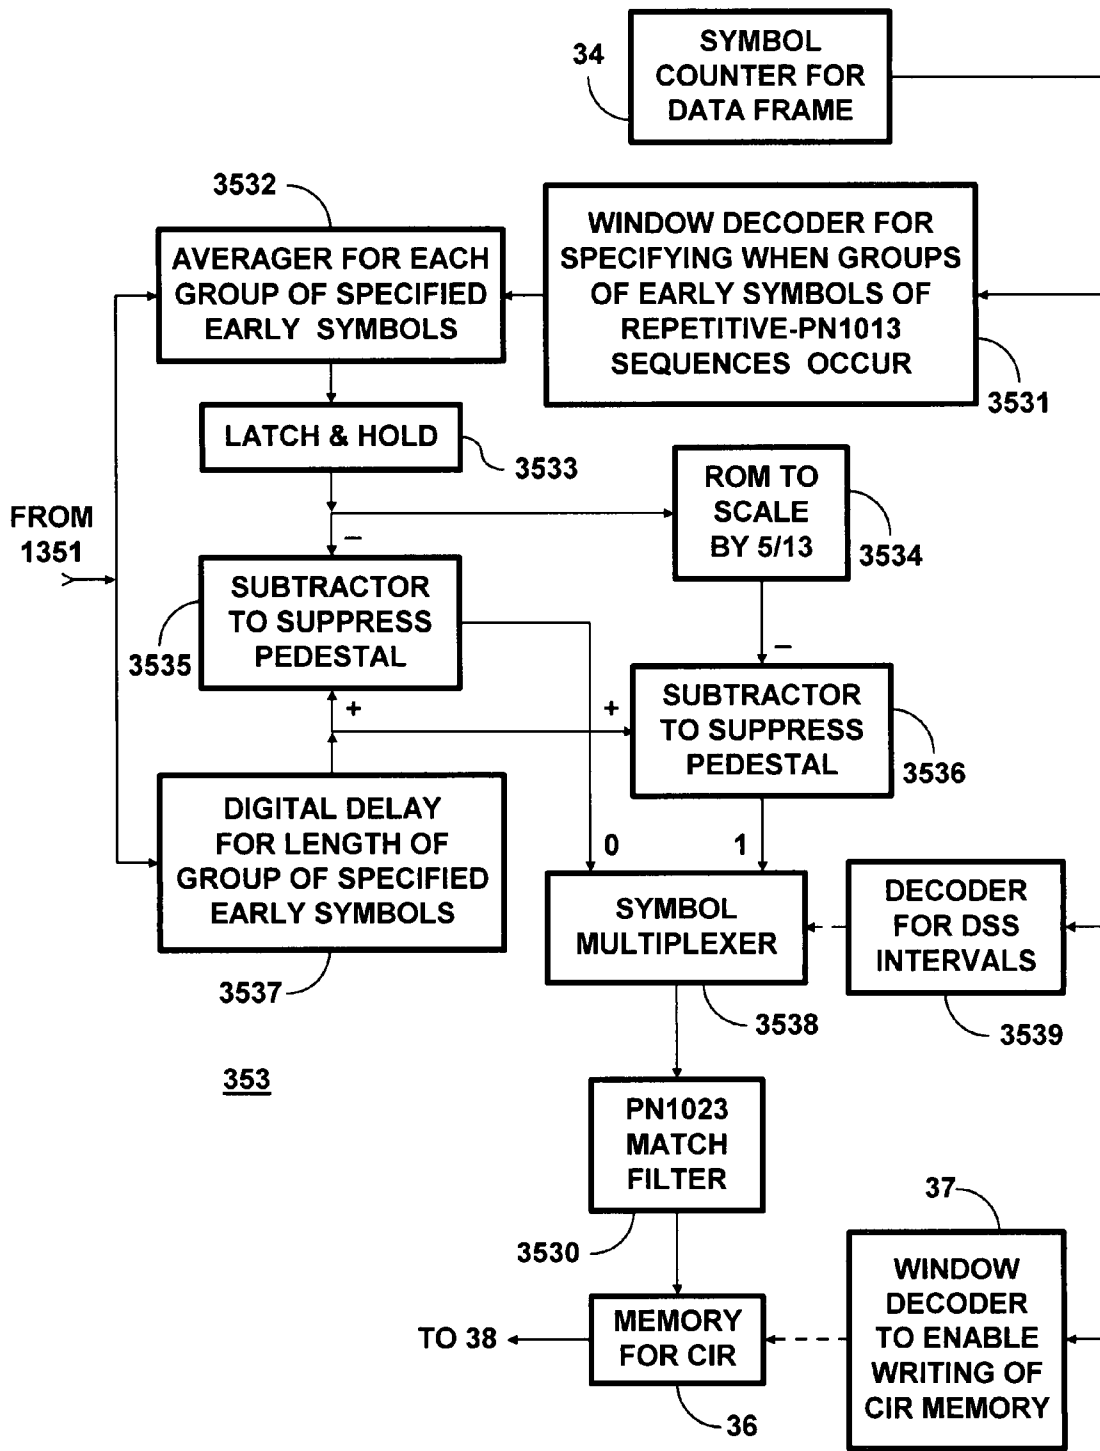 34
SYMBOL
COUNTER FOR
DATA FRAME
3532
AVERAGER FOR EACH
GROUP OF SPECIFIED
EARLY SYMBOLS
WINDOW DECODER FOR
SPECIFYING WHEN GROUPS
OF EARLY SYMBOLS OF
REPETITIVE-PN1013
SEQUENCES OCCUR
3531
LATCH & HOLD
3533
ROM TO
SCALE
BY 5/13
3534
FROM
1351
–
SUBTRACTOR
TO SUPPRESS
PEDESTAL
3535
–
+
+
SUBTRACTOR
TO SUPPRESS
PEDESTAL
3536
DIGITAL DELAY
FOR LENGTH OF
GROUP OF SPECIFIED
EARLY SYMBOLS
3537
0
1
SYMBOL
MULTIPLEXER
3538
DECODER
FOR DSS
INTERVALS
3539
353
PN1023
MATCH
FILTER
3530
37
WINDOW
DECODER
TO ENABLE
WRITING OF
CIR MEMORY
TO 38
MEMORY
FOR CIR
36